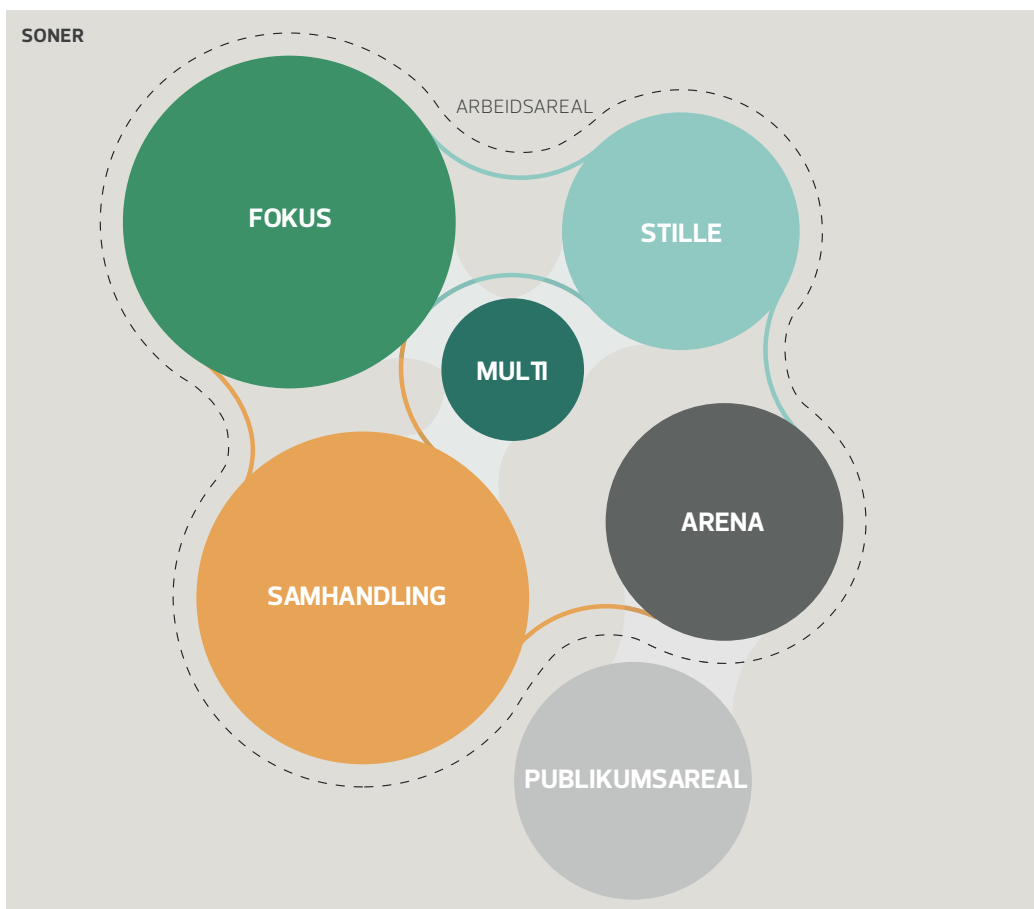 SONER
ARBEIDSAREAL
FOKUS
STILLE
MULTI
ARENA
SAMHANDLING
PUBLIKUMSAREAL